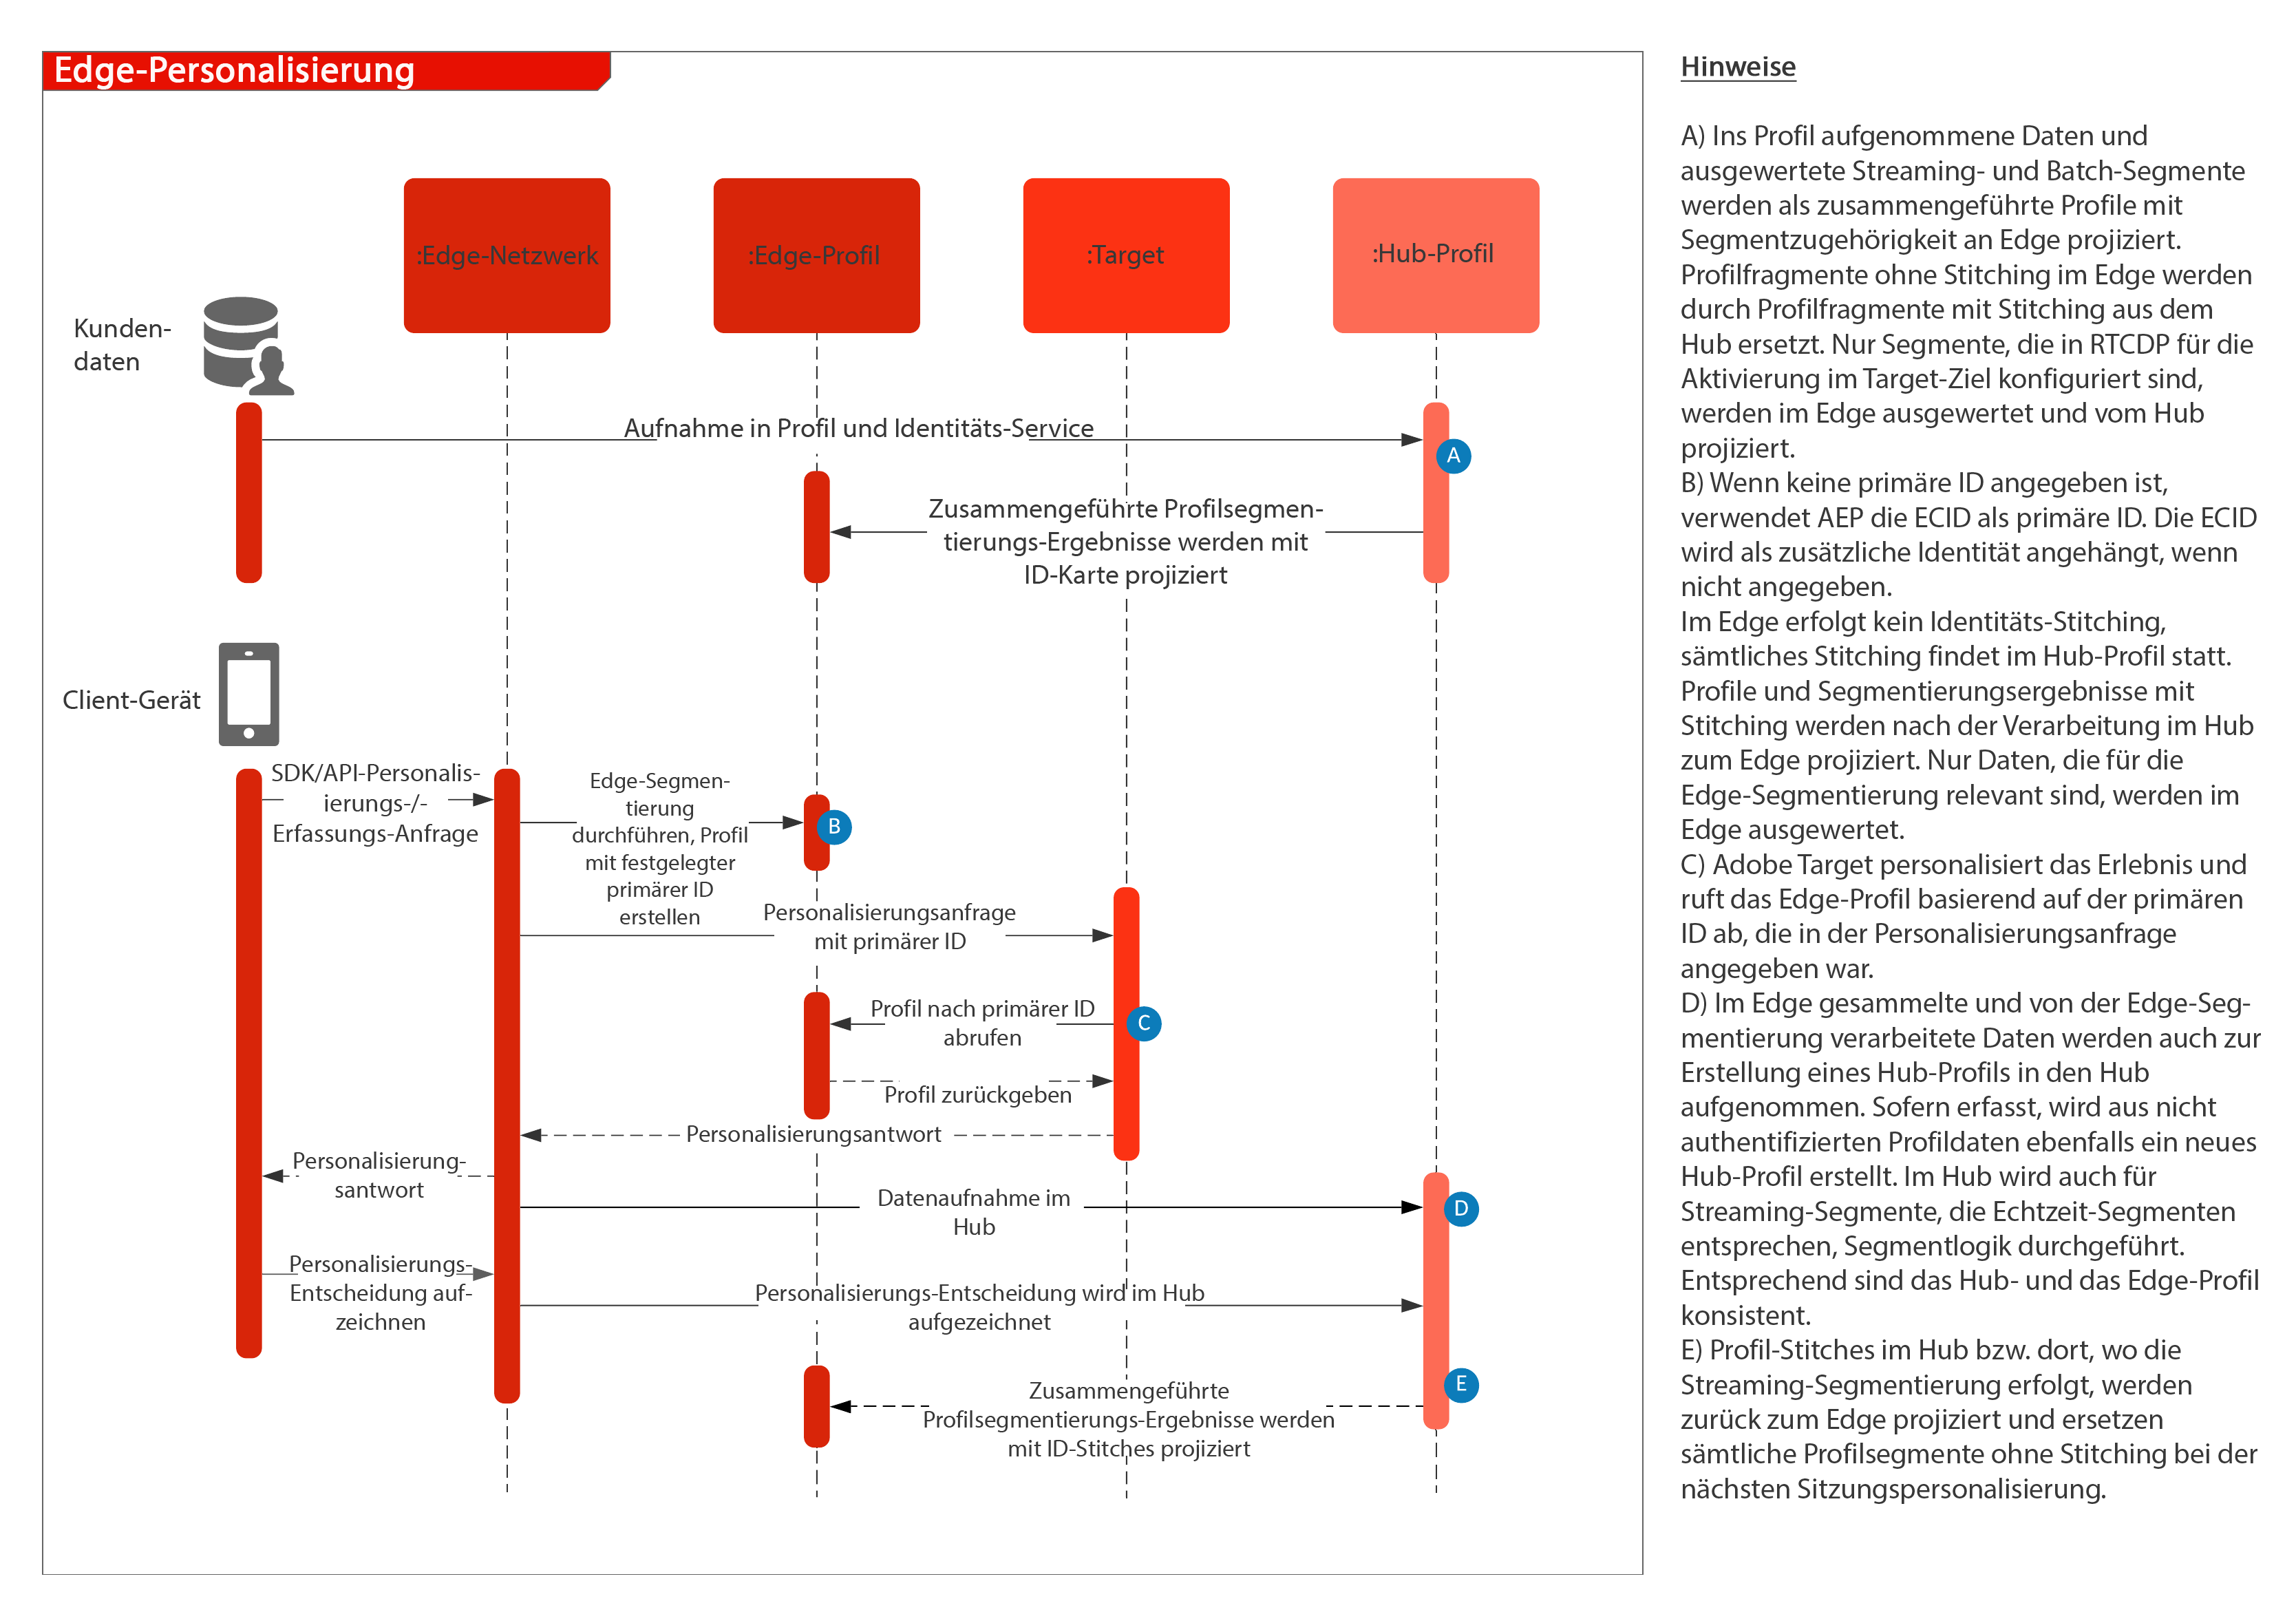 Edge-Personalisierung
:Edge-Netzwerk
:Edge-Profil
:Target
:Hub-Profil
Kunden-
daten
Aufnahme in Profil und Identitäts-Service
A
Zusammengeführte Profilsegmen-
tierungs-Ergebnisse werden mit
ID-Karte projiziert
Client-Gerät
SDK/API-Personalis-
ierungs-/-
Erfassungs-Anfrage
Edge-Segmen-
tierung
durchführen, Profil
mit festgelegter
primärer ID
erstellen
B
Personalisierungsanfrage
mit primärer ID
Profil nach primärer ID
abrufen
C
Profil zurückgeben
Personalisierungsantwort
Personalisierung-
santwort
Datenaufnahme im
Hub
D
Personalisierungs-
Entscheidung auf-
zeichnen
Personalisierungs-Entscheidung wird im Hub
aufgezeichnet
E
Zusammengeführte
Profilsegmentierungs-Ergebnisse werden
mit ID-Stitches projiziert
Hinweise
A) Ins Profil aufgenommene Daten und
ausgewertete Streaming- und Batch-Segmente
werden als zusammengeführte Profile mit
Segmentzugehörigkeit an Edge projiziert.
Profilfragmente ohne Stitching im Edge werden
durch Profilfragmente mit Stitching aus dem
Hub ersetzt. Nur Segmente, die in RTCDP für die
Aktivierung im Target-Ziel konfiguriert sind,
werden im Edge ausgewertet und vom Hub
projiziert.
B) Wenn keine primäre ID angegeben ist,
verwendet AEP die ECID als primäre ID. Die ECID
wird als zusätzliche Identität angehängt, wenn
nicht angegeben.
Im Edge erfolgt kein Identitäts-Stitching,
sämtliches Stitching findet im Hub-Profil statt.
Profile und Segmentierungsergebnisse mit
Stitching werden nach der Verarbeitung im Hub
zum Edge projiziert. Nur Daten, die für die
Edge-Segmentierung relevant sind, werden im
Edge ausgewertet.
C) Adobe Target personalisiert das Erlebnis und
ruft das Edge-Profil basierend auf der primären
ID ab, die in der Personalisierungsanfrage
angegeben war.
D) Im Edge gesammelte und von der Edge-Seg-
mentierung verarbeitete Daten werden auch zur
Erstellung eines Hub-Profils in den Hub
aufgenommen. Sofern erfasst, wird aus nicht
authentifizierten Profildaten ebenfalls ein neues
Hub-Profil erstellt. Im Hub wird auch für
Streaming-Segmente, die Echtzeit-Segmenten
entsprechen, Segmentlogik durchgeführt.
Entsprechend sind das Hub- und das Edge-Profil
konsistent.
E) Profil-Stitches im Hub bzw. dort, wo die
Streaming-Segmentierung erfolgt, werden
zurück zum Edge projiziert und ersetzen
sämtliche Profilsegmente ohne Stitching bei der
nächsten Sitzungspersonalisierung.